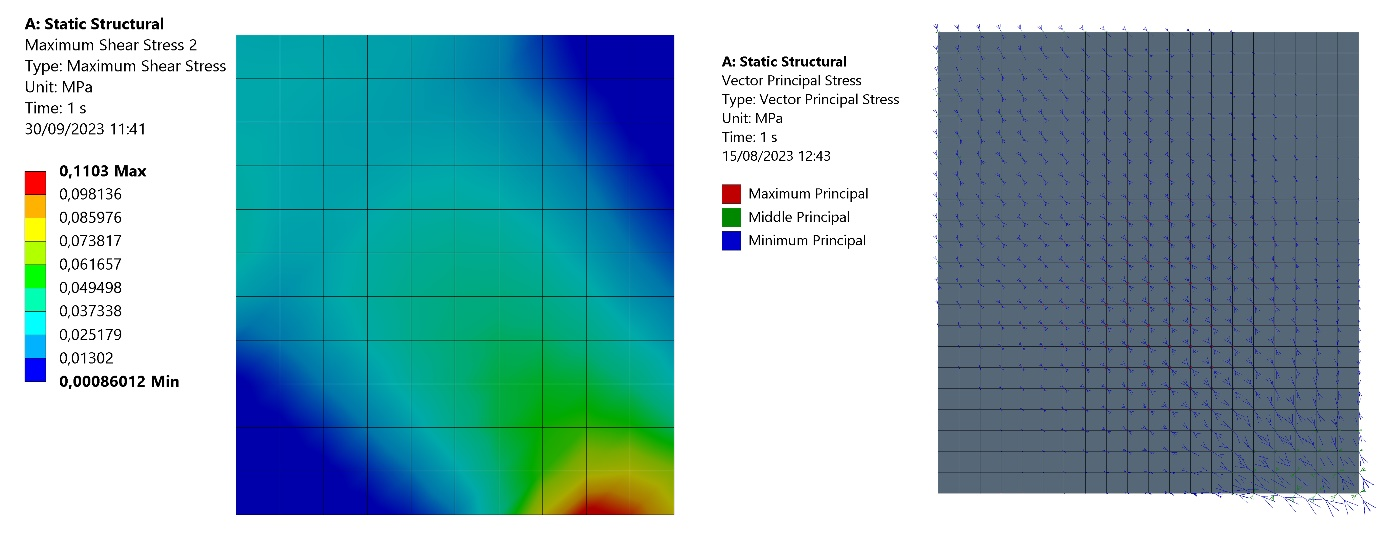 A: Static Structural
Maximum Shear Stress 2
Type: Maximum Shear Stress
Unit: MPa
Time: 1 s
30/09/2023 11:41
0,1103 Max
0,098136
0,085976
0,073817
0,061657
0,049498
0,037338
0,025179
0,01302
0,00086012 Min
A: Static Structural
Vector Principal Stress
Type: Vector Principal Stress
Unit: MPa
Time: 1 s
15/08/2023 12:43
Maximum Principal
Middle Principal
Minimum Principal